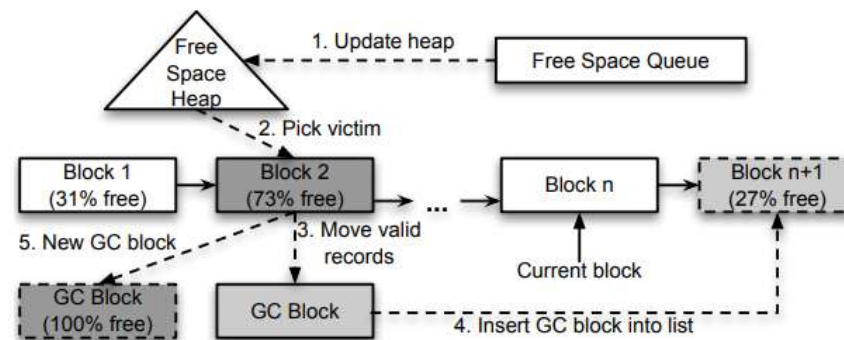 Free
Space
Heap
1. Update heap
Free Space Queue
2. Pick victim
Block 1
(31% free)
Block 2
(73% free)
...
Block n
Block n+1
(27% free)
5. New GC block
3. Move valid
records
Current block
GC Block
(100% free)
GC Block
4. Insert GC block into list